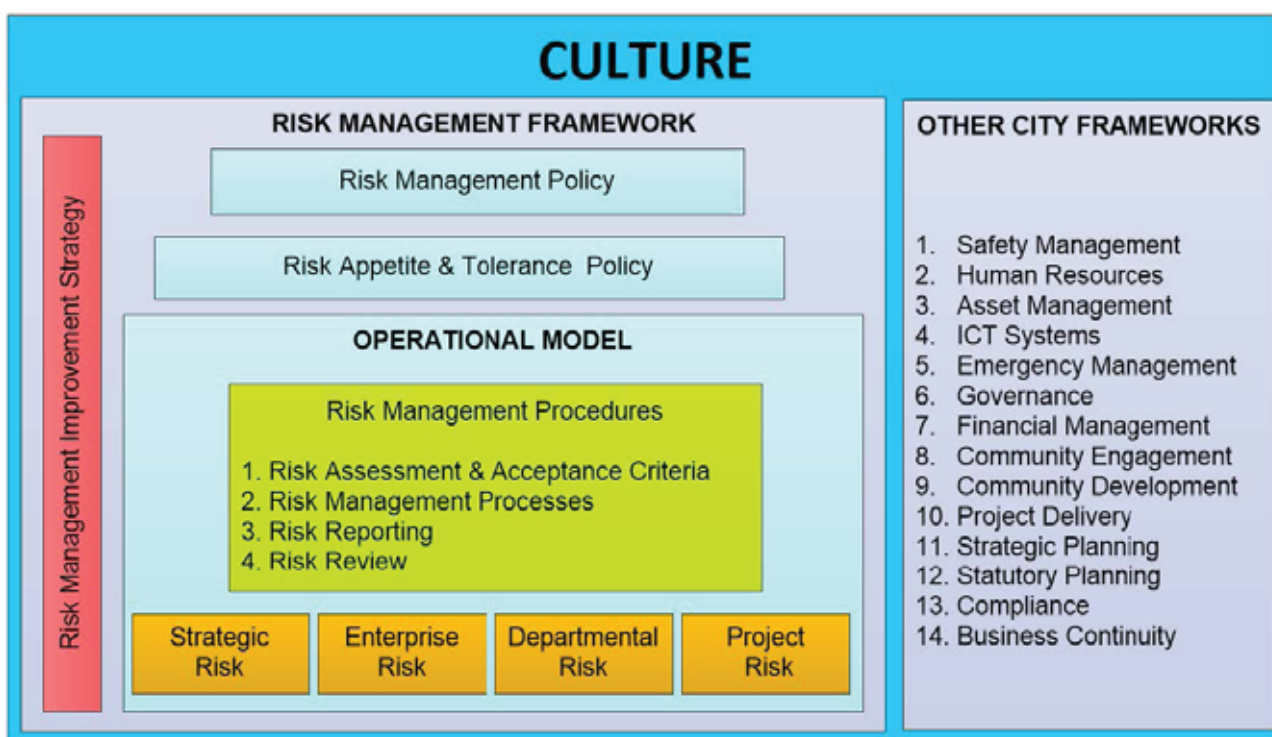 CULTURE
RISK MANAGEMENT FRAMEWORK
Risk Management Improvement Strategy
Risk Management Policy
Risk Appetite & Tolerance Policy
OPERATIONAL MODEL
Risk Management Procedures
1. Risk Assessment & Acceptance Criteria
2. Risk Management Processes
3. Risk Reporting
4. Risk Review
Strategic
Risk
Enterprise
Risk
Departmental
Risk
Project
Risk
OTHER CITY FRAMEWORKS
1. Safety Management
2. Human Resources
3. Asset Management
4. ICT Systems
5. Emergency Management
6. Governance
7. Financial Management
8. Community Engagement
9. Community Development
10. Project Delivery
11. Strategic Planning
12. Statutory Planning
13. Compliance
14. Business Continuity